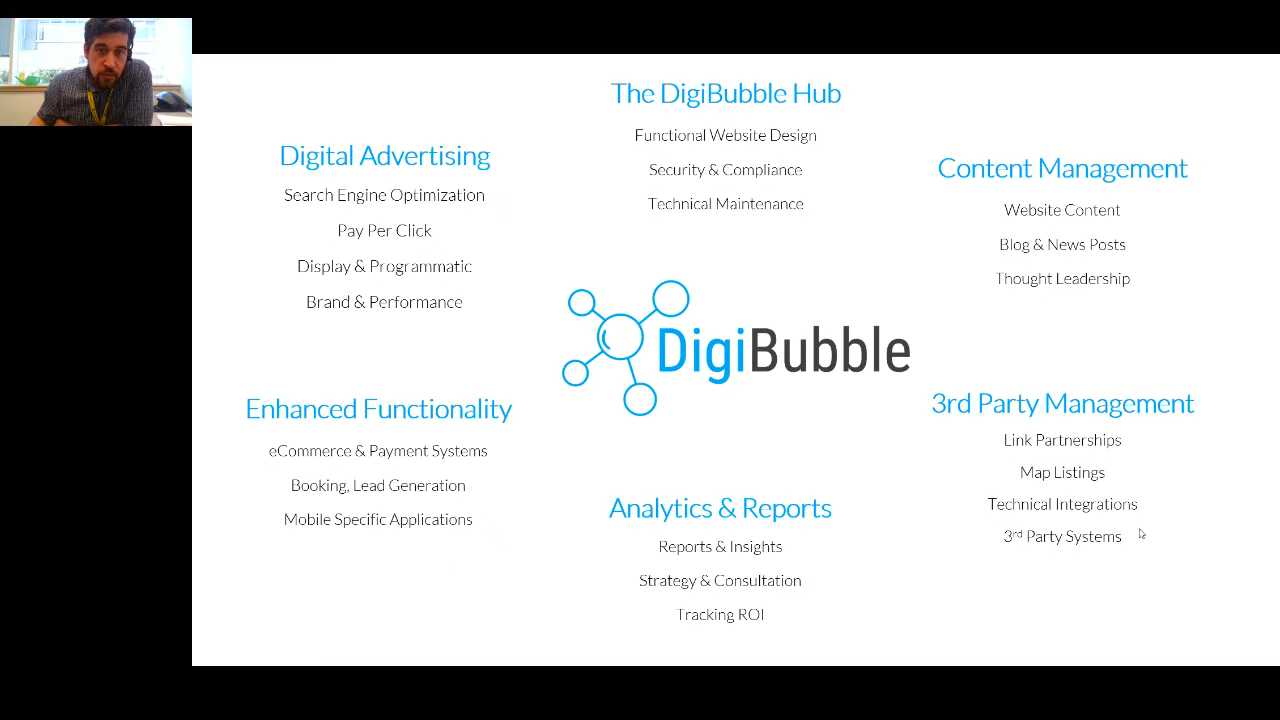 The DigiBubble Hub
Functional Website Design
Security & Compliance
Technical Maintenance
Digital Advertising
Search Engine Optimization
Pay Per Click
Display & Programmatic
Brand & Performance
Content Management
Website Content
Blog & News Posts
Thought Leadership
DigiBubble
Enhanced Functionality
eCommerce & Payment Systems
Booking, Lead Generation
Mobile Specific Applications
3rd Party Management
Link Partnerships
Map Listings
Technical Integrations
3rd Party Systems
Analytics & Reports
Reports & Insights
Strategy & Consultation
Tracking ROI